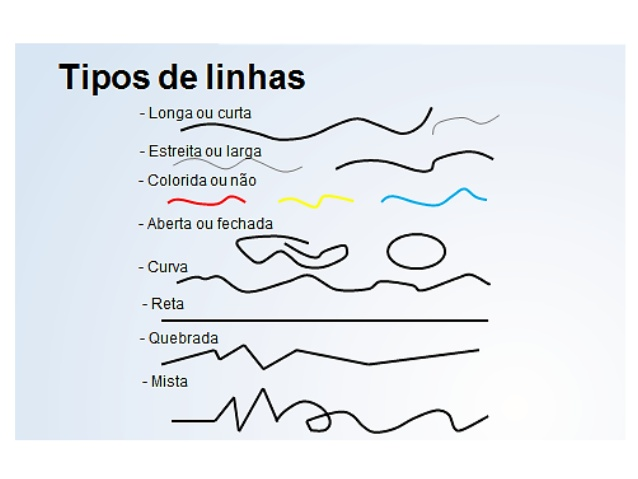 Tipos de linhas
- Longa ou curta
- Estreita ou larga
- Colorida ou não
- Aberta ou fechada
- Curva
- Reta
- Quebrada
- Mista